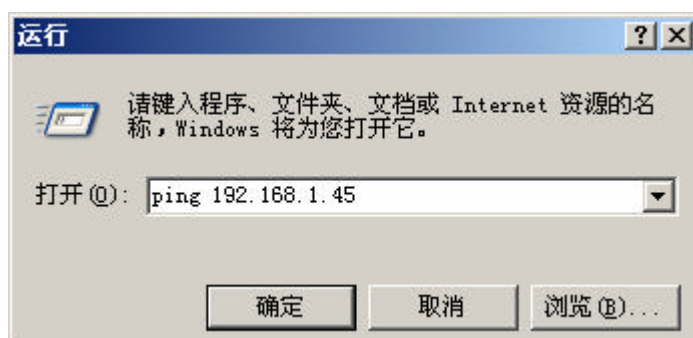 运行
请键入程序、文件夹、文档或 Internet 资源的名
称，Windows 将为您打开它。
打开(O): ping 192.168.1.45
确定 取消 浏览(B)...